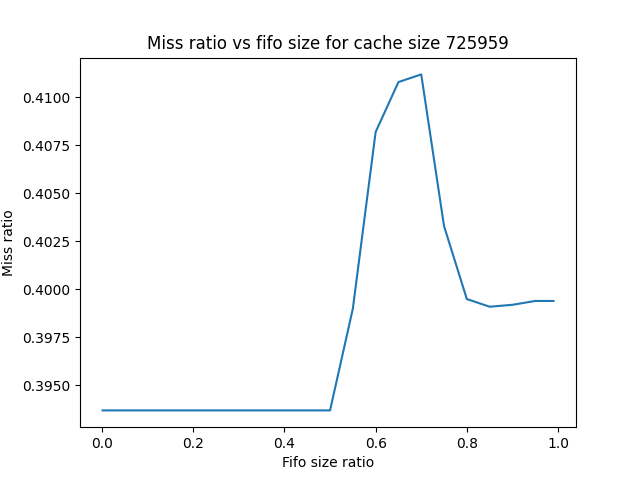 Miss ratio vs fifo size for cache size 725959
0.4100
0.4075
0.4050
0.4025
0.4000
0.3975
0.3950
Miss ratio
0.0 0.2 0.4 0.6 0.8 1.0
Fifo size ratio